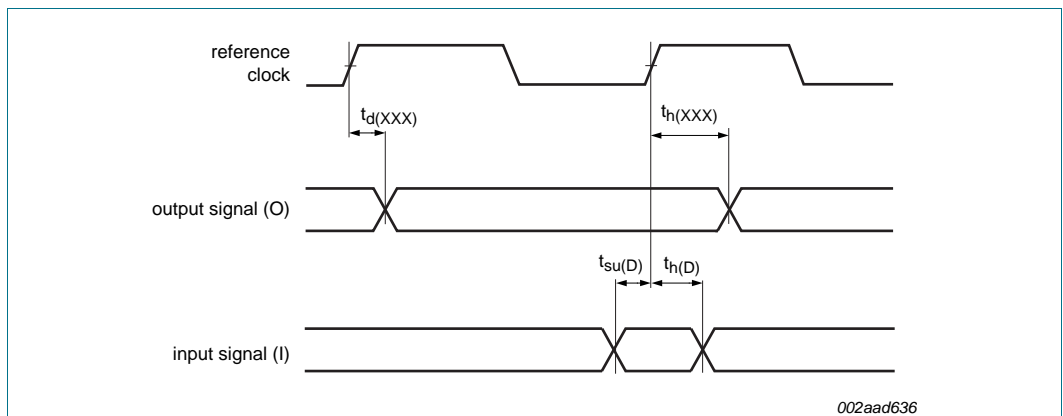 reference
clock
td(XXX)
th(XXX)
output signal (O)
tsu(D)
th(D)
input signal (I)
002aad636